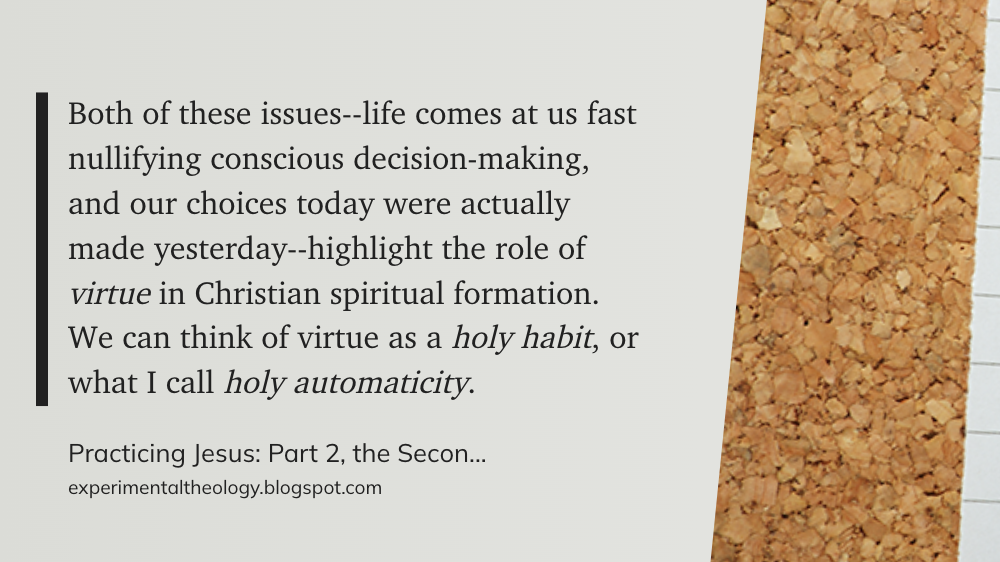 Both of these issues--life comes at us fast
nullifying conscious decision-making,
and our choices today were actually
made yesterday--highlight the role of
virtue in Christian spiritual formation.
We can think of virtue as a holy habit, or
what I call holy automaticity.
Practicing Jesus: Part 2, the Secon...
experimentaltheology.blogspot.com